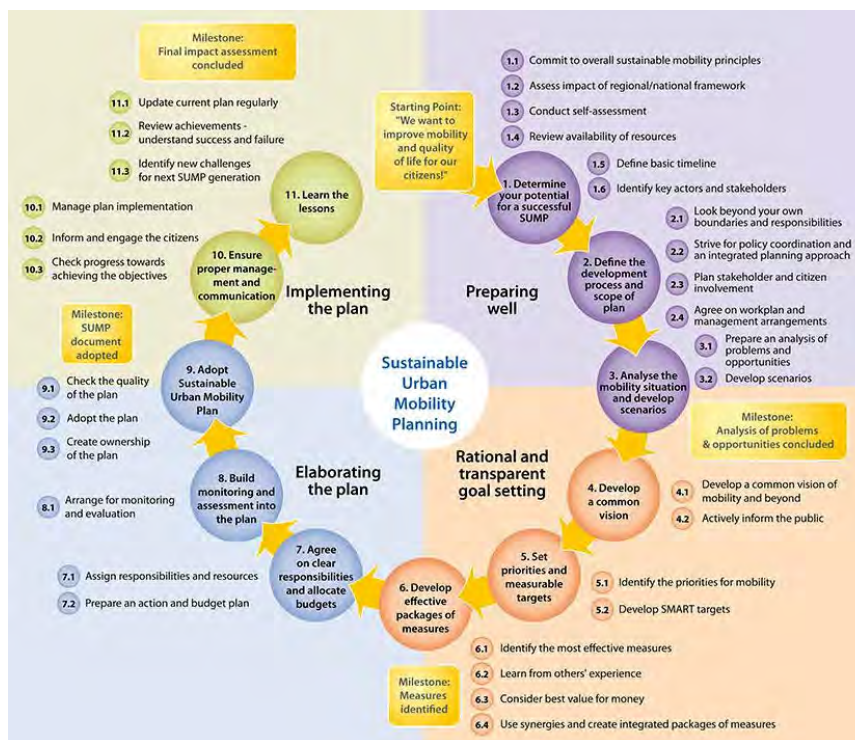 Milestone:
Final impact assessment
concluded
11.1 Update current plan regularly
11.2 Review achievements -
understand success and failure
11.3 Identify new challenges
for next SUMP generation
10.1 Manage plan implementation
10.2 Inform and engage the citizens
10.3 Check progress towards
achieving the objectives
Starting Point:
"We want to
improve mobility
and quality
of life for our
citizens!"
1.1 Commit to overall sustainable mobility principles
1.2 Assess impact of regional/national framework
1.3 Conduct self-assessment
1.4 Review availability of resources
1.5 Define basic timeline
1.6 Identify key actors and stakeholders
1. Determine
your potential
for a successful
SUMP
2.1 Look beyond your own
boundaries and responsibilities
2.2 Strive for policy coordination and
an integrated planning approach
2.3 Plan stakeholder and citizen
involvement
2.4 Agree on workplan and
management arrangements
2. Define the
development
process and
scope of
plan
3.1 Prepare an analysis of
problems and
opportunities
3.2 Develop scenarios
3. Analyse the
mobility situation
and develop
scenarios
Milestone:
Analysis of problems
& opportunities concluded
11. Learn the
lessons
10. Ensure
proper manage-
ment and
communication
Implementing
the plan
Preparing
well
Milestone:
SUMP
document
adopted
9. Adopt
Sustainable
Urban Mobility
Plan
9.1 Check the quality
of the plan
9.2 Adopt the plan
9.3 Create ownership
of the plan
Sustainable
Urban
Mobility
Planning
Elaborating
the plan
Rational and
transparent
goal setting
8. Build
monitoring and
assessment into
the plan
8.1 Arrange for monitoring
and evaluation
4. Develop
a common
vision
4.1 Develop a common vision of
mobility and beyond
4.2 Actively inform the public
7. Agree
on clear
responsibilities
and allocate
budgets
7.1 Assign responsibilities and resources
7.2 Prepare an action and budget plan
6. Develop
effective
packages of
measures
5. Set
priorities and
measurable
targets
5.1 Identify the priorities for mobility
5.2 Develop SMART targets
Milestone:
Measures
identified
6.1 Identify the most effective measures
6.2 Learn from others' experience
6.3 Consider best value for money
6.4 Use synergies and create integrated packages of measures